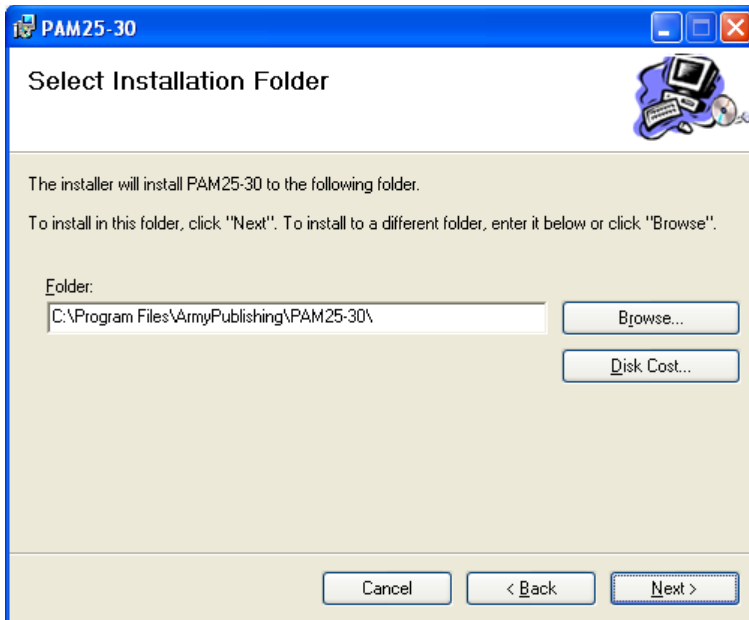 PAM25-30
Select Installation Folder
The installer will install PAM25-30 to the following folder.
To install in this folder, click "Next". To install to a different folder, enter it below or click "Browse".
Folder:
C:\Program Files\ArmyPublishing\PAM25-30\
Browse...
Disk Cost...
Cancel
< Back
Next >